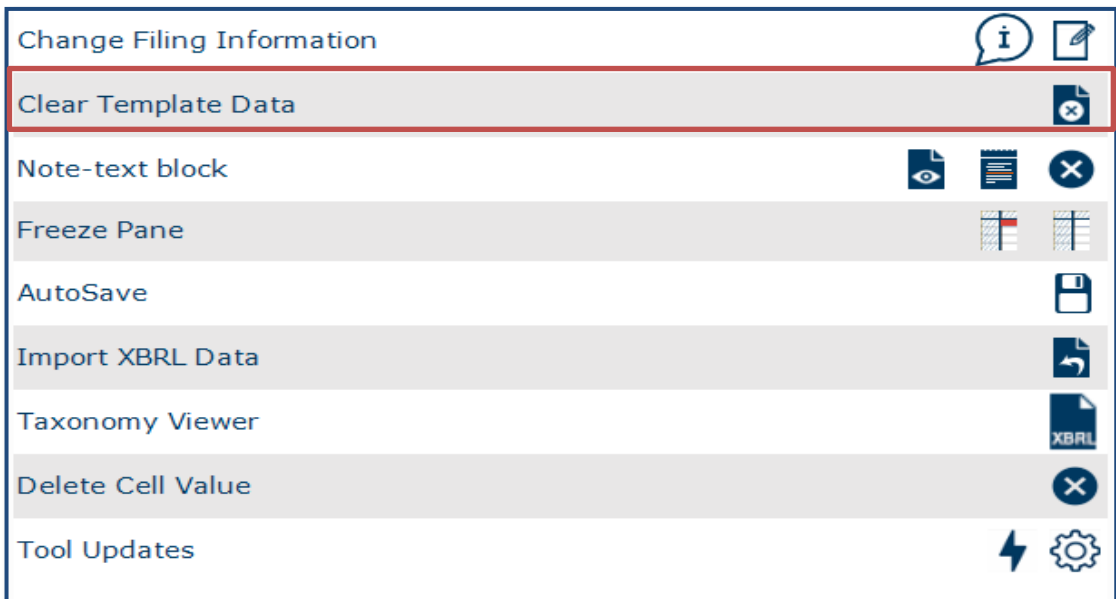 Change Filing Information
Clear Template Data
Note-text block
Freeze Pane
AutoSave
Import XBRL Data
Taxonomy Viewer
XBRL
Delete Cell Value
Tool Updates